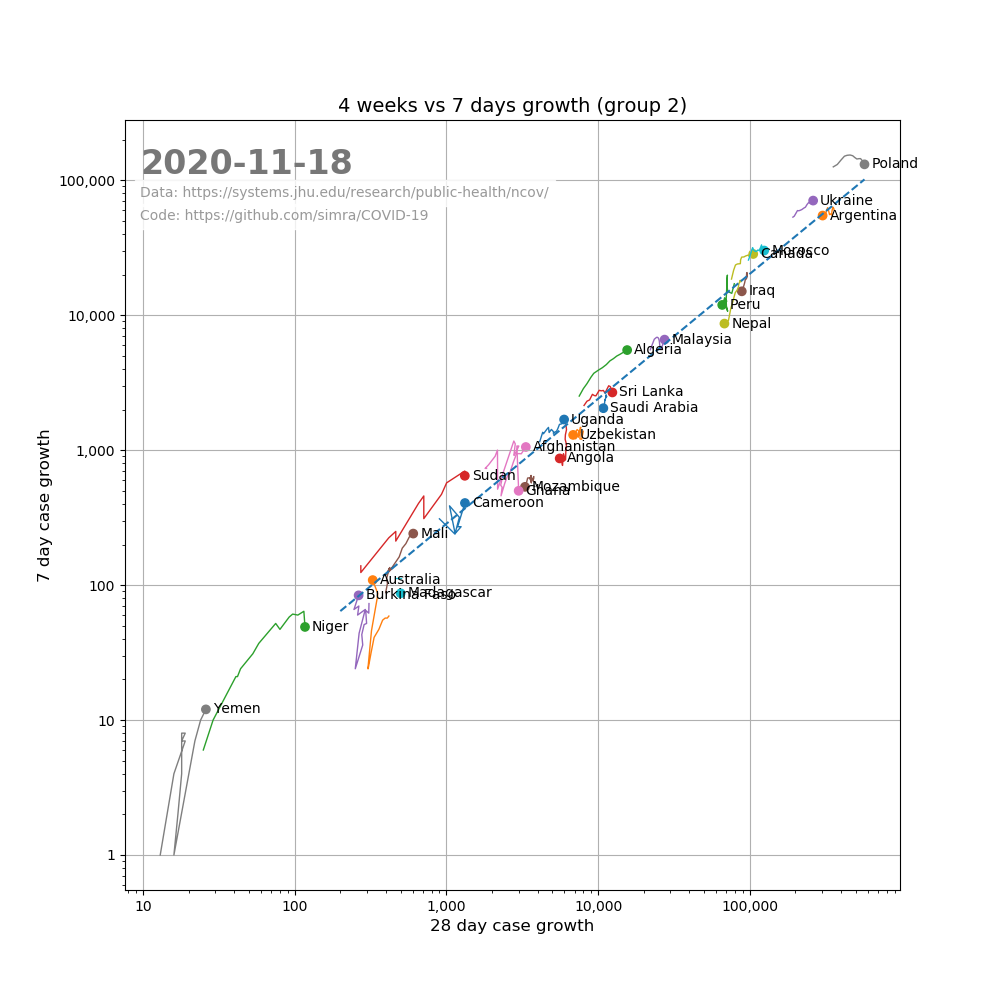 4 weeks vs 7 days growth (group 2)
2020-11-18
Data: https://systems.jhu.edu/research/public-health/ncov/
Code: https://github.com/simra/COVID-19
7 day case growth
100,000
10,000
1,000
100
10
1
Poland
Ukraine
Argentina
Morocco
Canada
Iraq
Peru
Nepal
Malaysia
Algeria
Sri Lanka
Saudi Arabia
Uganda
Uzbekistan
Afghanistan
Angola
Sudan
Mozambique
Ghana
Cameroon
Mali
Australia
Madagascar
Burkina Faso
Niger
Yemen
10
100
1,000
10,000
100,000
28 day case growth